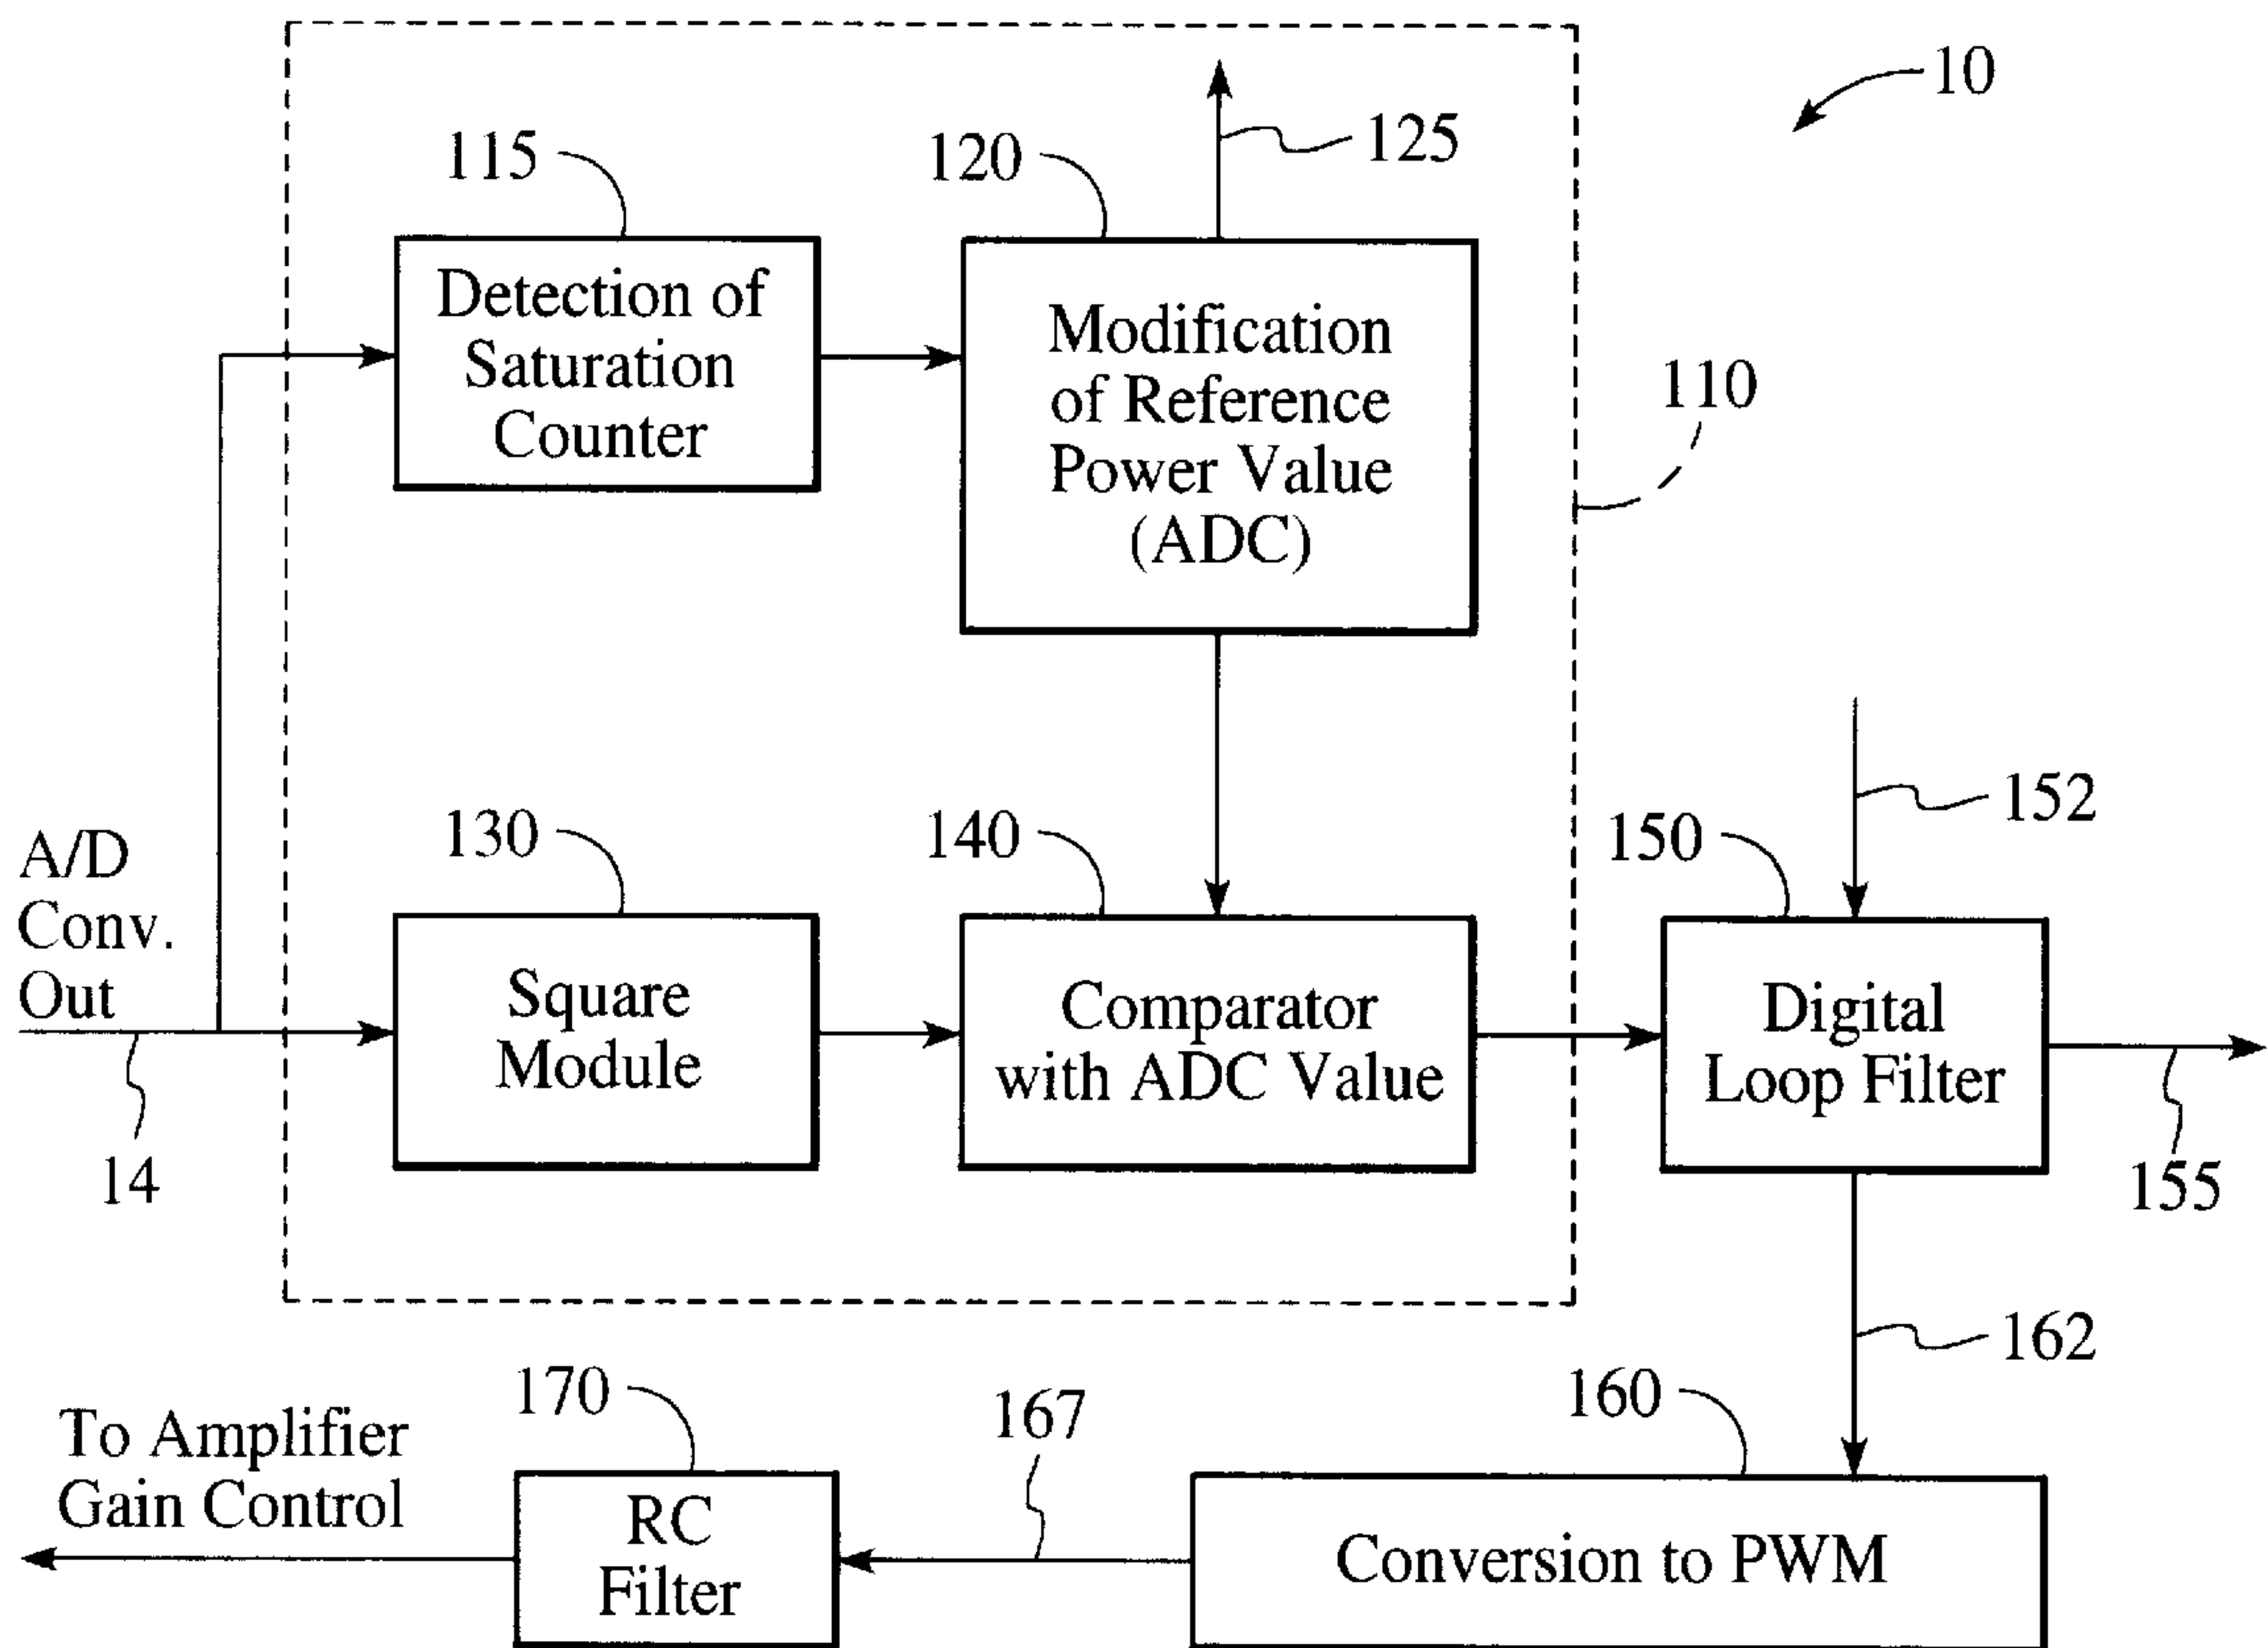 10
125
115
120
Detection of
Saturation
Counter
Modification
of Reference
Power Value
(ADC)
110
152
A/D
Conv.
Out
130
140
150
Square
Module
Comparator
with ADC Value
Digital
Loop Filter
14
155
162
170
167
160
To Amplifier
Gain Control
RC
Filter
Conversion to PWM